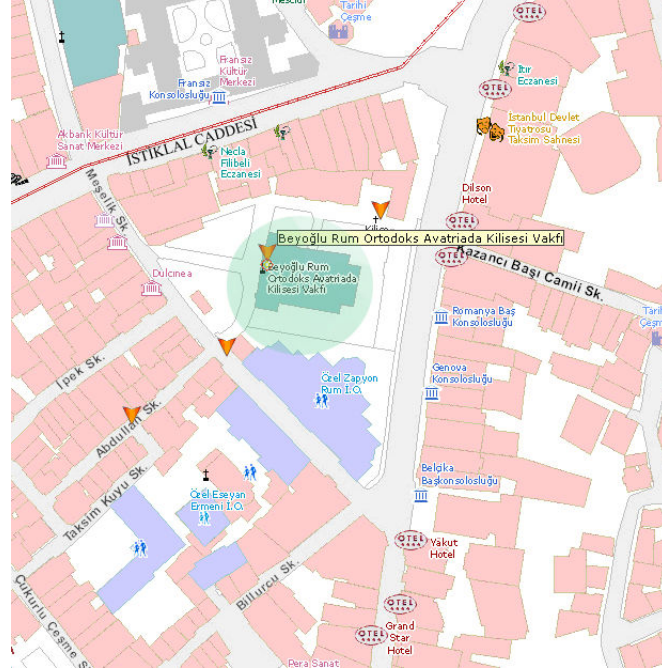 Tarihi
Çeşme
Fransız
Kültür
Merkezi
Fransız
Konsolosluğu
Itır
Eczanesi
OTEL
İstanbul Devlet
Tiyatrosu
Taksim Sahnesi
İSTİKLAL CADDESİ
Akbank Kültür
Sanat Merkezi
Necla
Filibeli
Eczanesi
Meşelik Sk.
Dilson
Hotel
OTEL
Beyoğlu Rum Ortodoks Avatriada Kilisesi Vakfı
OTEL
Kazancı Başı Camii Sk.
Beyoğlu Rum
Ortodoks Avatriada
Kilisesi Vakfı
Dulcinea
Romanya Baş
Konsolosluğu
İpek Sk.
Özel Zapyon
Rum İ.O.
Genova
Konsolosluğu
Abdullah Sk.
Belçika
Başkonsolosluğu
Taksim Kuyu Sk.
Özel Eseyan
Ermeni İ.O.
OTEL
Yakut
Hotel
Billurcu Sk.
Çukurlu Çeşme Sk.
OTEL
Grand
Star
Hotel
OTEL
Pera Sanat